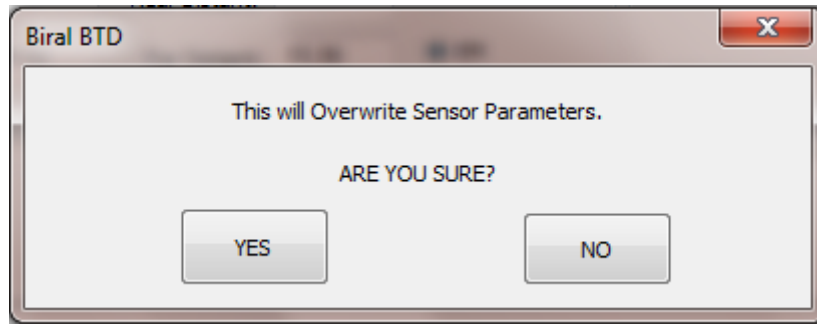 Biral BTD
This will Overwrite Sensor Parameters.
ARE YOU SURE?
YES
NO